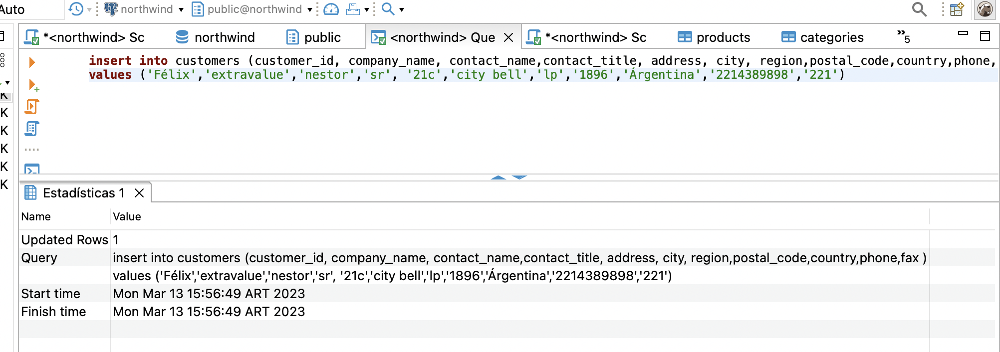 Auto northwind public@northwind
*<northwind> Sc northwind public <northwind> Que *<northwind> Sc products categories »5
insert into customers (customer_id, company_name, contact_name,contact_title, address, city, region,postal_code,country,phone,
values ('Félix','extravalue','nestor','sr', '21c','city bell','lp','1896','Árgentina','2214389898','221')
K
K
K
K
K
K
Estadísticas 1
Name Value
Updated Rows 1
Query insert into customers (customer_id, company_name, contact_name,contact_title, address, city, region,postal_code,country,phone,fax )
values ('Félix','extravalue','nestor','sr', '21c','city bell','lp','1896','Árgentina','2214389898','221')
Start time Mon Mar 13 15:56:49 ART 2023
Finish time Mon Mar 13 15:56:49 ART 2023